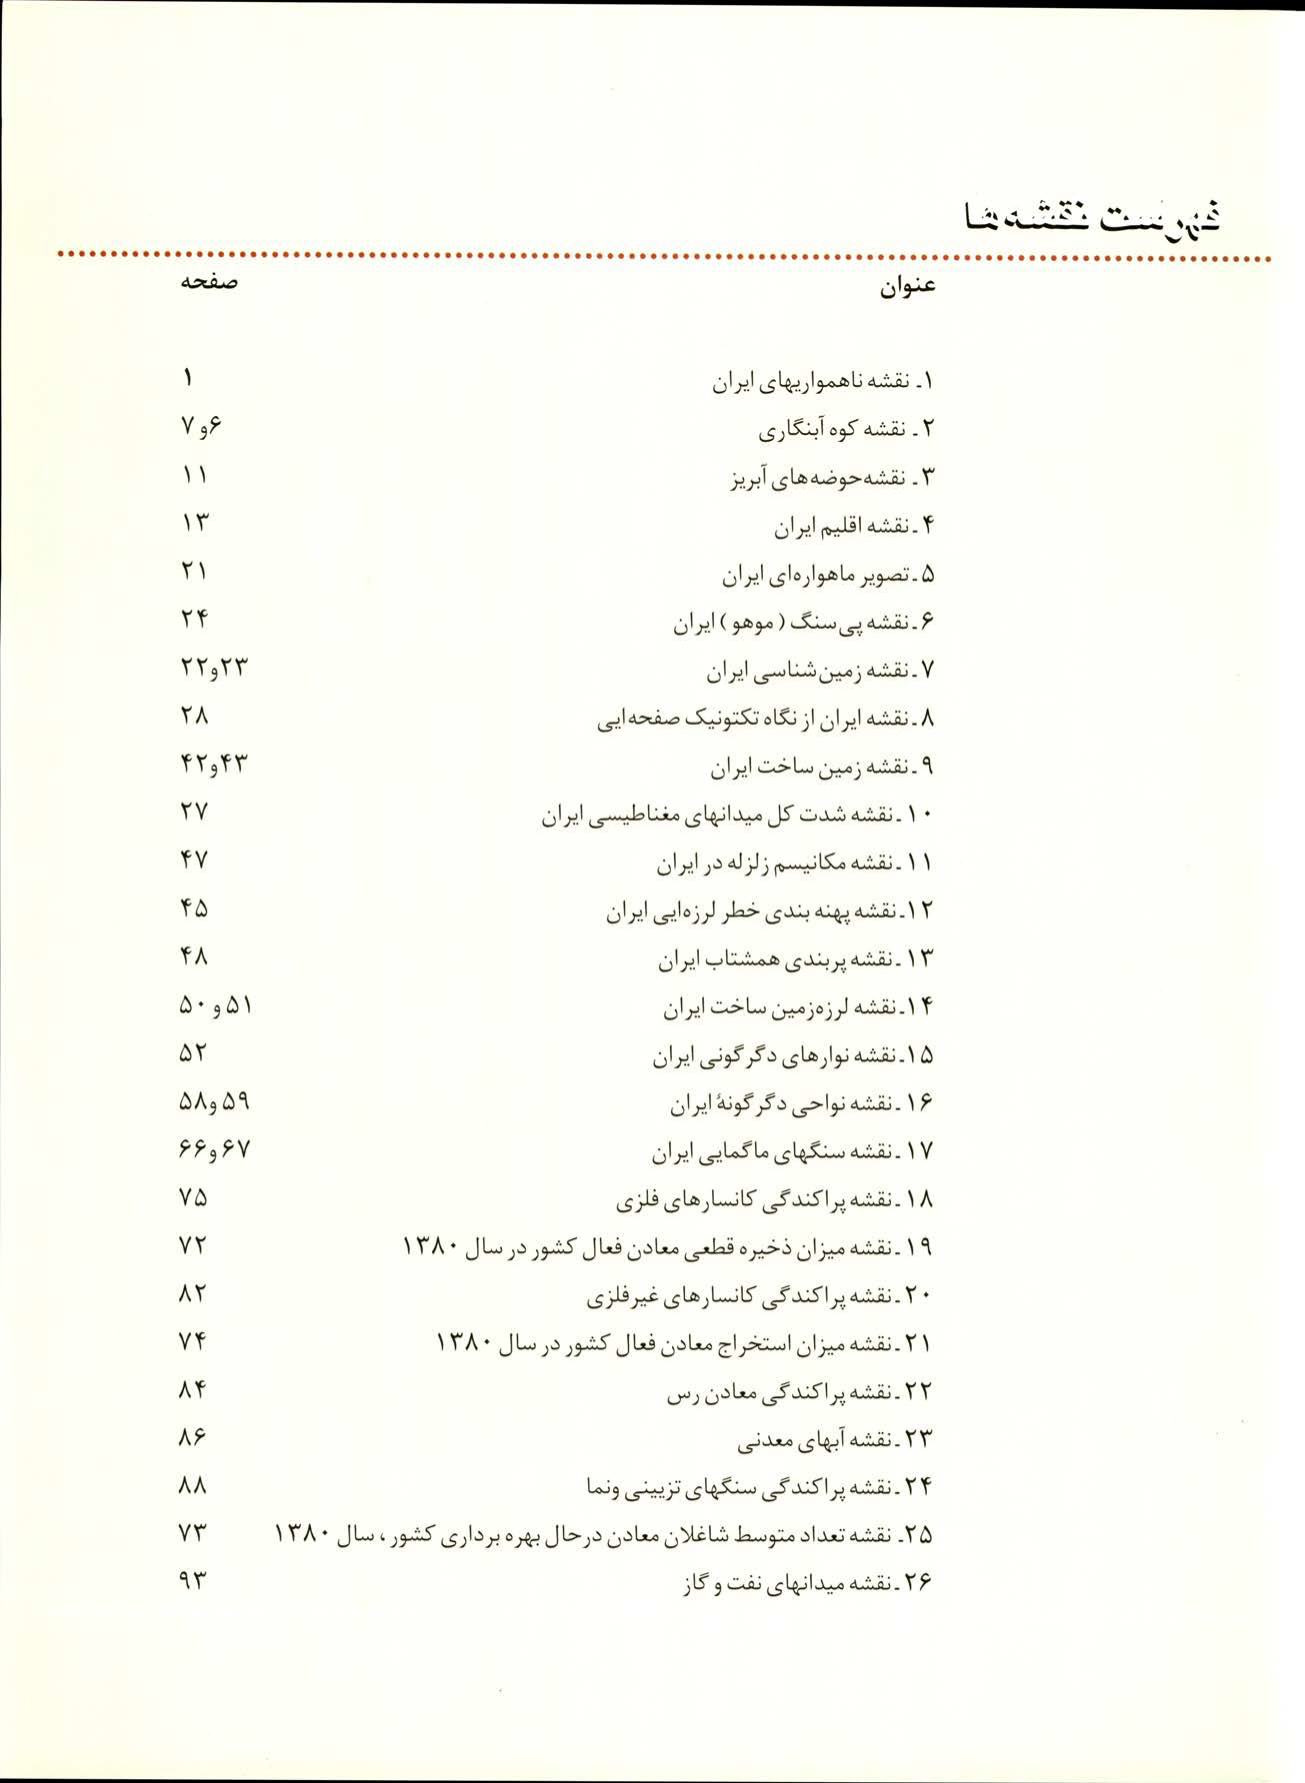 فهرست نقشه‌ها
عنوان صفحه
۱ـ نقشه ناهمواریهای ایران ۱
۲ـ نقشه کوه آبنگاری ۶و۷
۳ـ نقشه‌حوضه‌های آبریز ۱۱
۴ـ نقشه اقلیم ایران ۱۳
۵ـ تصویر ماهواره‌ای ایران ۲۱
۶ـ نقشه پی‌سنگ (موهو) ایران ۲۴
۷ـ نقشه زمین‌شناسی ایران ۲۲و۲۳
۸ـ نقشه ایران از نگاه تکتونیک صفحه‌ایی ۲۸
۹ـ نقشه زمین ساخت ایران ۴۲و۴۳
۱۰ـ نقشه شدت کل میدانهای مغناطیسی ایران ۲۷
۱۱ـ نقشه مکانیسم زلزله در ایران ۴۷
۱۲ـ نقشه پهنه بندی خطر لرزه‌ایی ایران ۴۵
۱۳ـ نقشه پربندی همشتاب ایران ۴۸
۱۴ـ نقشه لرزه‌زمین ساخت ایران ۵۰ و ۵۱
۱۵ـ نقشه نوارهای دگرگونی ایران ۵۲
۱۶ـ نقشه نواحی دگرگونهٔ ایران ۵۸و ۵۹
۱۷ـ نقشه سنگهای ماگمایی ایران ۶۶و ۶۷
۱۸ـ نقشه پراکندگی کانسارهای فلزی ۷۵
۱۹ـ نقشه میزان ذخیره قطعی معادن فعال کشور در سال ۱۳۸۰ ۷۲
۲۰ـ نقشه پراکندگی کانسارهای غیرفلزی ۸۲
۲۱ـ نقشه میزان استخراج معادن فعال کشور در سال ۱۳۸۰ ۷۴
۲۲ـ نقشه پراکندگی معادن رس ۸۴
۲۳ـ نقشه آبهای معدنی ۸۶
۲۴ـ نقشه پراکندگی سنگهای تزیینی ونما ۸۸
۲۵ـ نقشه تعداد متوسط شاغلان معادن درحال بهره برداری کشور، سال ۱۳۸۰ ۷۳
۲۶ـ نقشه میدانهای نفت و گاز ۹۳